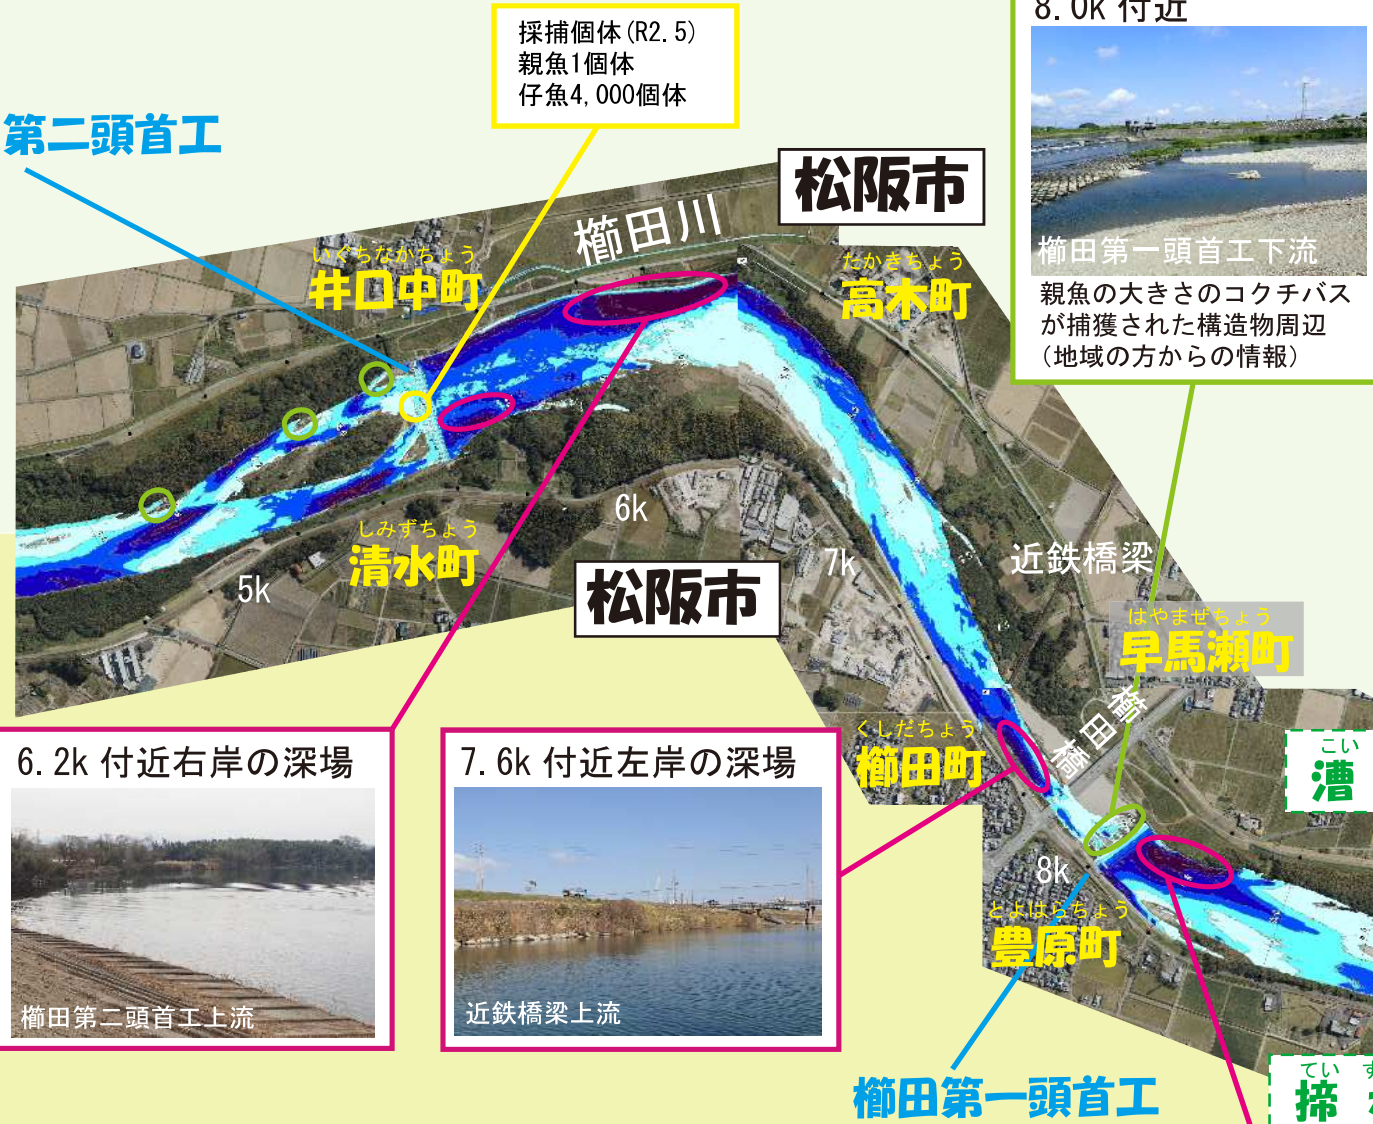 採捕個体(R2.5)
親魚1個体
仔魚4,000個体
8.0k 付近
櫛田第一頭首工下流
親魚の大きさのコクチバス
が捕獲された構造物周辺
(地域の方からの情報)
第二頭首工
松阪市
櫛田川
いぐちなかちょう
井口中町
たかきちょう
高木町
6k
しみずちょう
清水町
5k
7k
近鉄橋梁
松阪市
はやまぜちょう
早馬瀬町
櫛田橋
くしだちょう
櫛田町
こい
漕
6.2k 付近右岸の深場
櫛田第二頭首工上流
7.6k 付近左岸の深場
近鉄橋梁上流
8k
とよはらちょう
豊原町
櫛田第一頭首工
てい